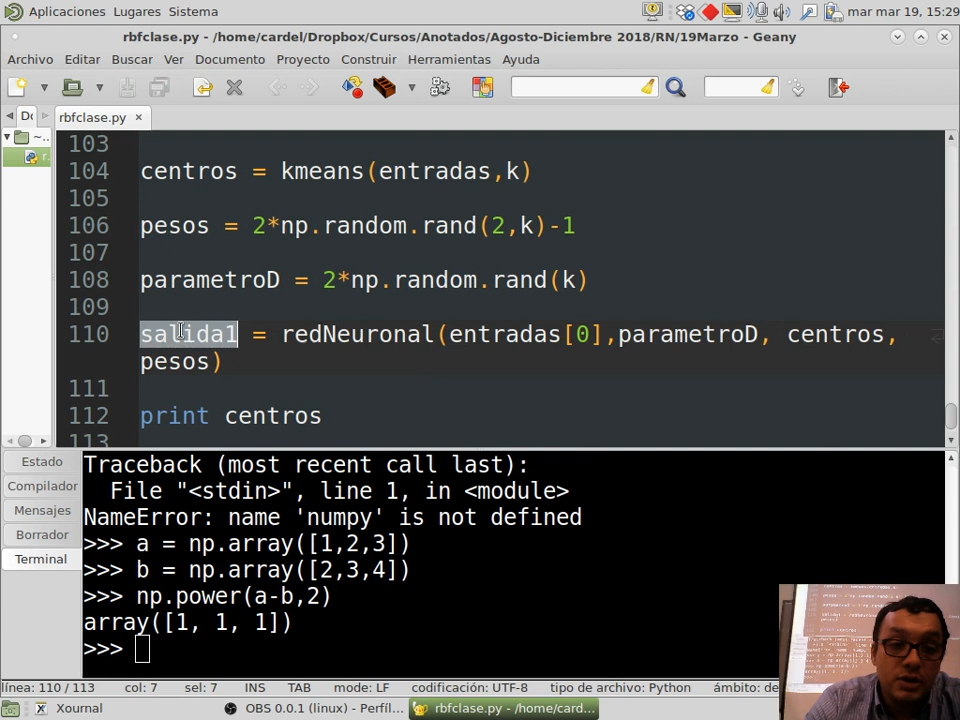 Aplicaciones Lugares Sistema
mar mar 19, 15:29
rbfclase.py - /home/cardel/Dropbox/Cursos/Anotados/Agosto-Diciembre 2018/RN/19Marzo - Geany
Archivo Editar Buscar Ver Documento Proyecto Construir Herramientas Ayuda
Dc
rbfclase.py ×
~..
r.
103
104 centros = kmeans(entradas,k)
105
106 pesos = 2*np.random.rand(2,k)-1
107
108 parametroD = 2*np.random.rand(k)
109
110 salida1 = redNeuronal(entradas[0],parametroD, centros,
pesos)
111
112 print centros
113
Estado
Compilador
Mensajes
Borrador
Terminal
Traceback (most recent call last):
File "<stdin>", line 1, in <module>
NameError: name 'numpy' is not defined
>>> a = np.array([1,2,3])
>>> b = np.array([2,3,4])
>>> np.power(a-b,2)
array([1, 1, 1])
>>>
línea: 110 / 113 col: 7 sel: 7 INS TAB mode: LF codificación: UTF-8 tipo de archivo: Python ámbito: de
Xournal
OBS 0.0.1 (linux) - Perfíl...
rbfclase.py - /home/card...